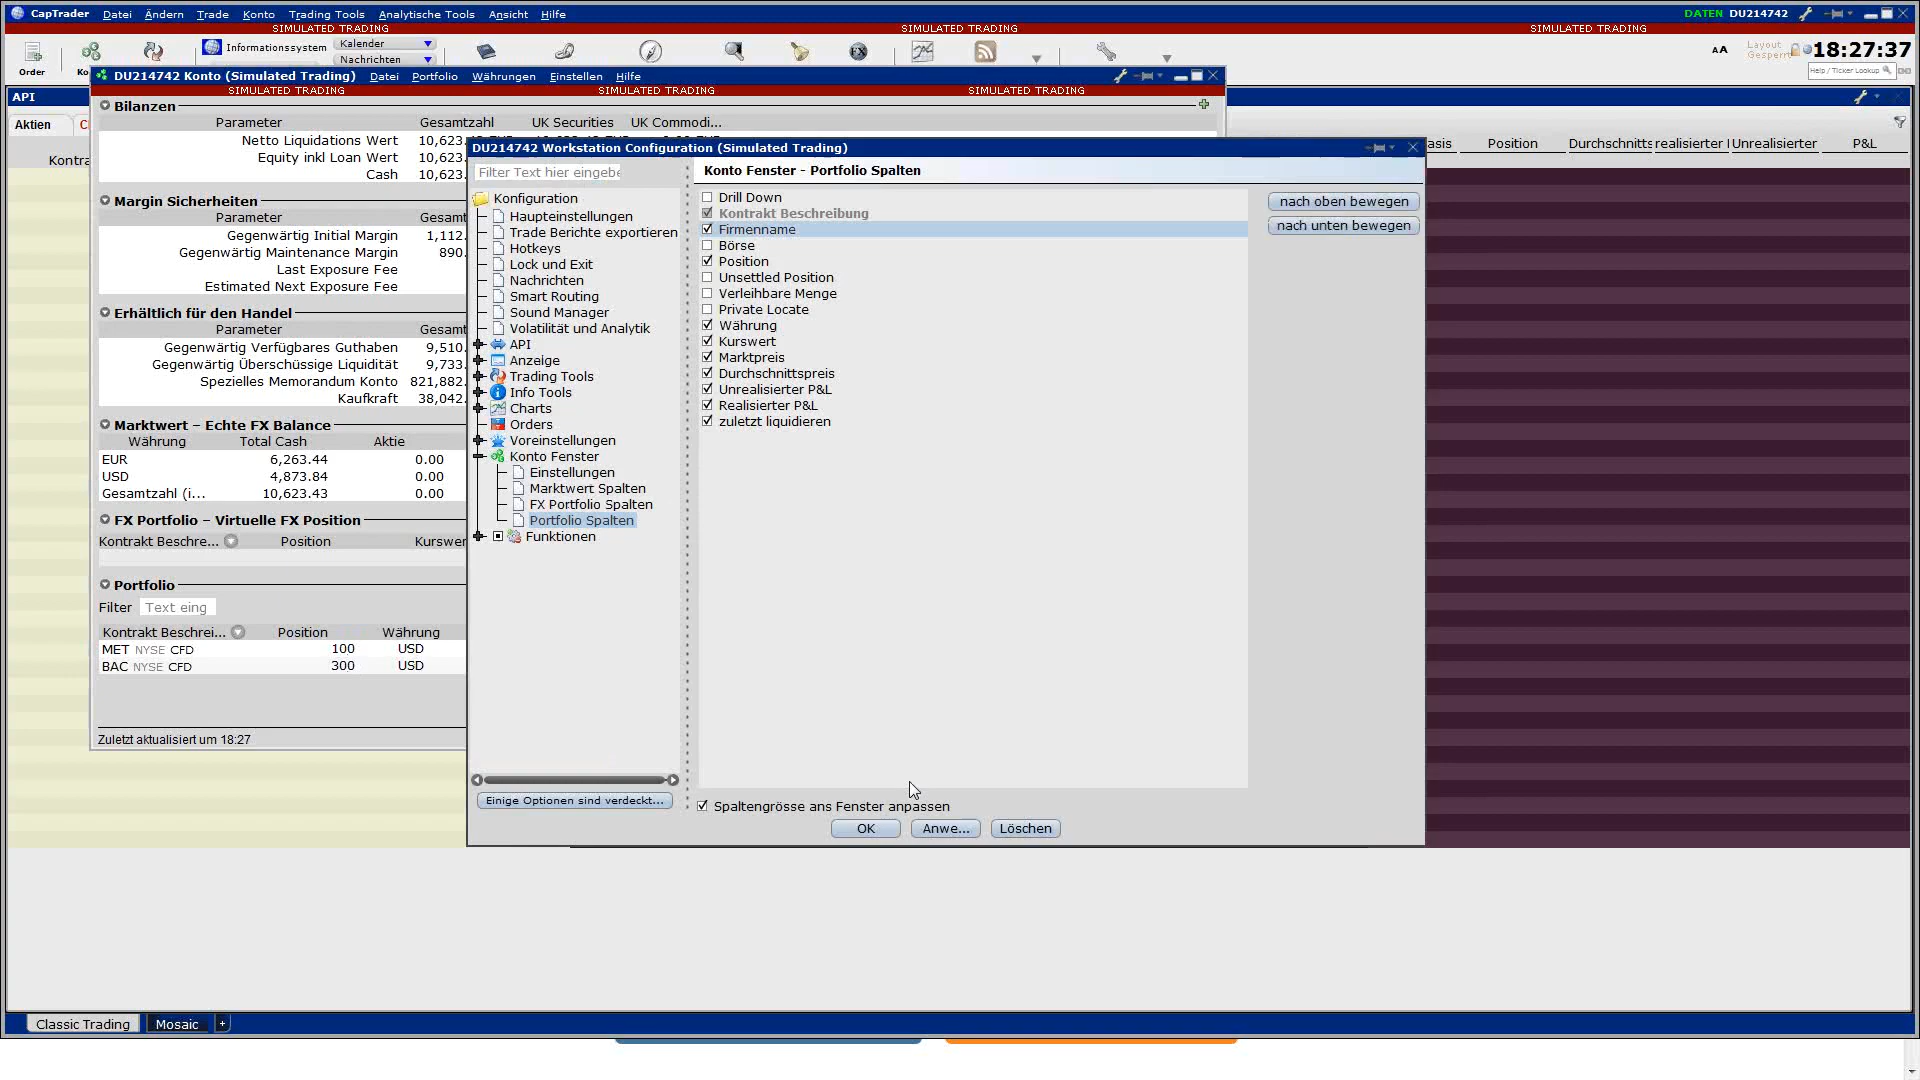 CapTrader Datei Ändern Trade Konto Trading Tools Analytische Tools Ansicht Hilfe DATEN DU214742
SIMULATED TRADING SIMULATED TRADING SIMULATED TRADING
Informationssystem Kalender
Nachrichten
Order
AA Layout Gesperrt 18:27:37
Help / Ticker Lookup
DU214742 Konto (Simulated Trading) Datei Portfolio Währungen Einstellen Hilfe
SIMULATED TRADING SIMULATED TRADING SIMULATED TRADING
API
Aktien
Kontra
Position Durchschnitts realisierter Unrealisierter P&L
Bilanzen
Parameter Gesamtzahl UK Securities UK Commodi...
Netto Liquidations Wert 10,623.
Equity inkl Loan Wert 10,623.
Cash 10,623.
Margin Sicherheiten
Parameter Gesamt
Gegenwärtig Initial Margin 1,112.
Gegenwärtig Maintenance Margin 890.
Last Exposure Fee
Estimated Next Exposure Fee
Erhältlich für den Handel
Parameter Gesamt
Gegenwärtig Verfügbares Guthaben 9,510.
Gegenwärtig Überschüssige Liquidität 9,733.
Spezielles Memorandum Konto 821,882.
Kaufkraft 38,042.
Marktwert – Echte FX Balance
Währung Total Cash Aktie
EUR 6,263.44 0.00
USD 4,873.84 0.00
Gesamtzahl (i... 10,623.43 0.00
FX Portfolio – Virtuelle FX Position
Kontrakt Beschre... Position Kurswer
Portfolio
Filter Text eing
Kontrakt Beschrei... Position Währung
MET NYSE CFD 100 USD
BAC NYSE CFD 300 USD
Zuletzt aktualisiert um 18:27
DU214742 Workstation Configuration (Simulated Trading)
Filter Text hier eingebe
Konfiguration
Haupteinstellungen
Trade Berichte exportieren
Hotkeys
Lock und Exit
Nachrichten
Smart Routing
Sound Manager
Volatilität und Analytik
API
Anzeige
Trading Tools
Info Tools
Charts
Orders
Voreinstellungen
Konto Fenster
Einstellungen
Marktwert Spalten
FX Portfolio Spalten
Portfolio Spalten
Funktionen
Einige Optionen sind verdeckt...
Konto Fenster - Portfolio Spalten
Drill Down
Kontrakt Beschreibung
Firmenname
Börse
Position
Unsettled Position
Verleihbare Menge
Private Locate
Währung
Kurswert
Marktpreis
Durchschnittspreis
Unrealisierter P&L
Realisierter P&L
zuletzt liquidieren
nach oben bewegen
nach unten bewegen
Spaltengrösse ans Fenster anpassen
OK Anwe... Löschen
Classic Trading Mosaic +